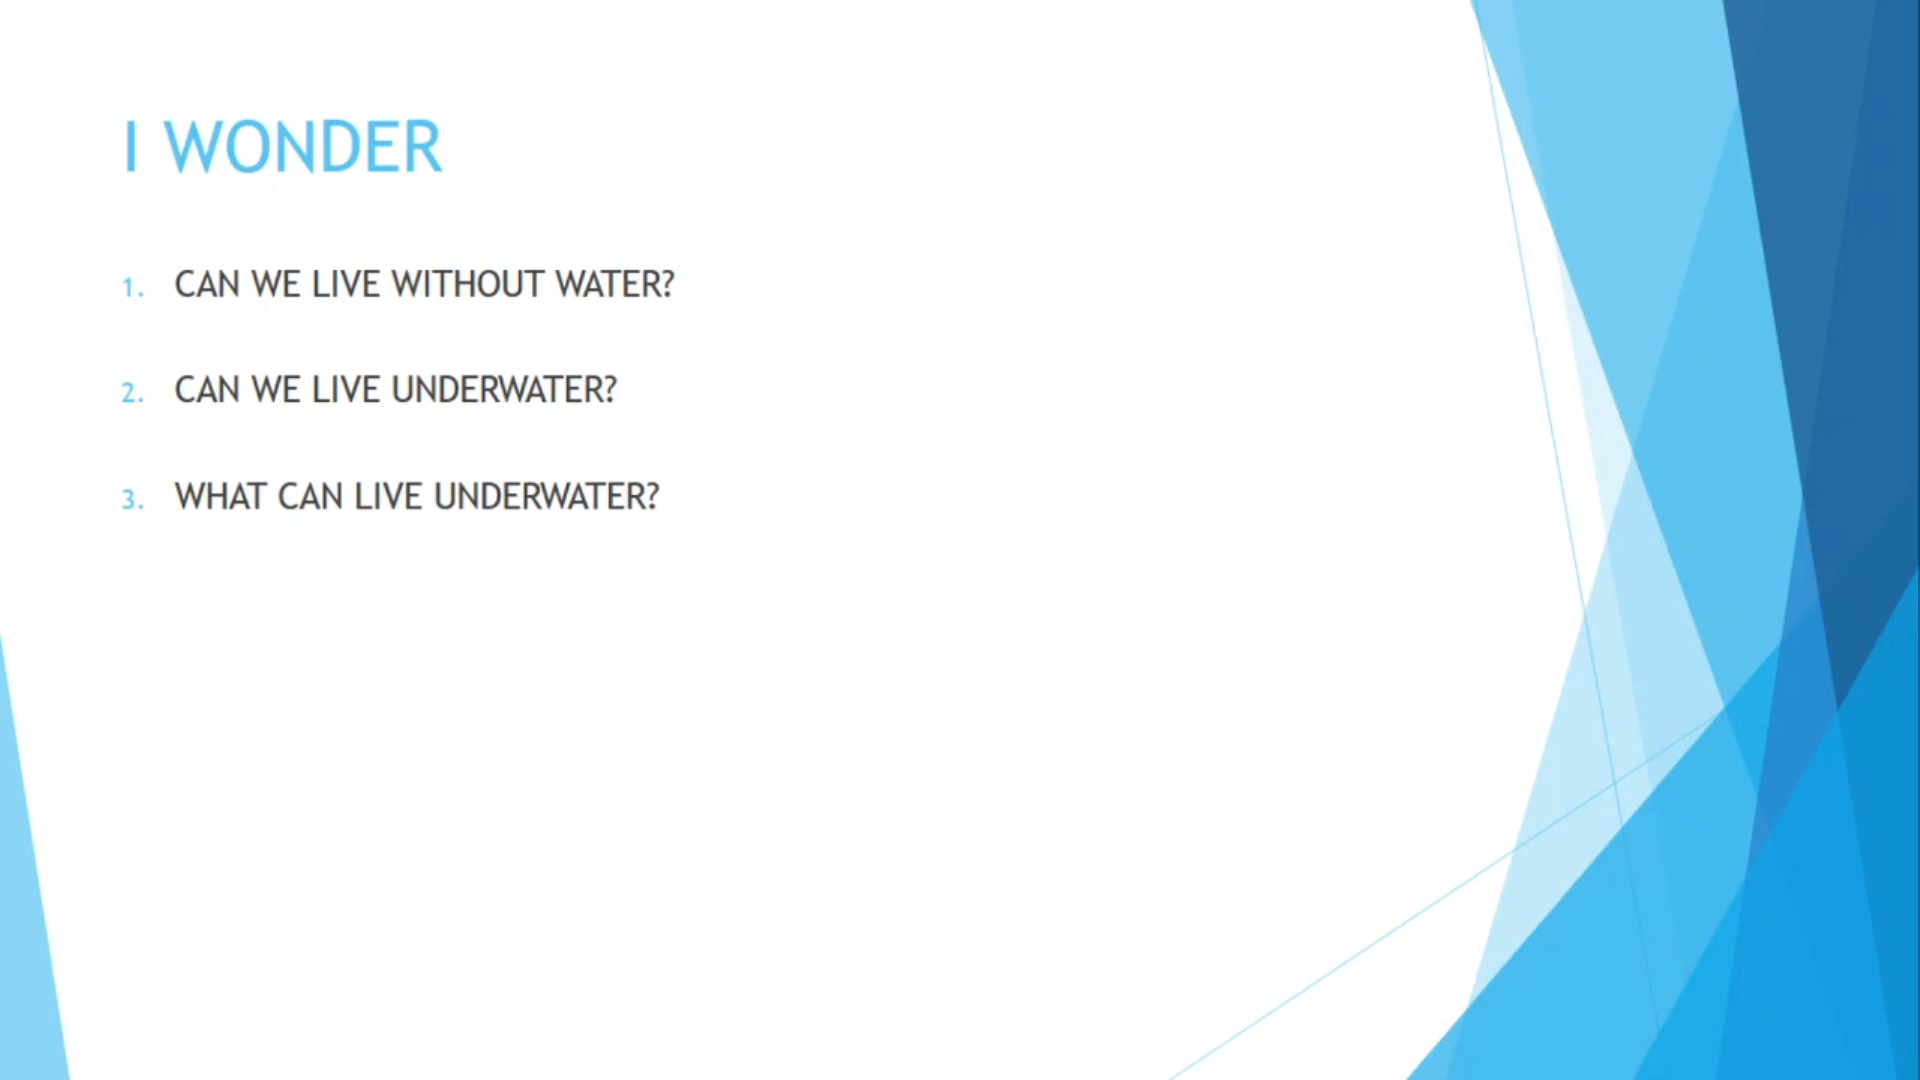 I WONDER
1. CAN WE LIVE WITHOUT WATER?
2. CAN WE LIVE UNDERWATER?
3. WHAT CAN LIVE UNDERWATER?